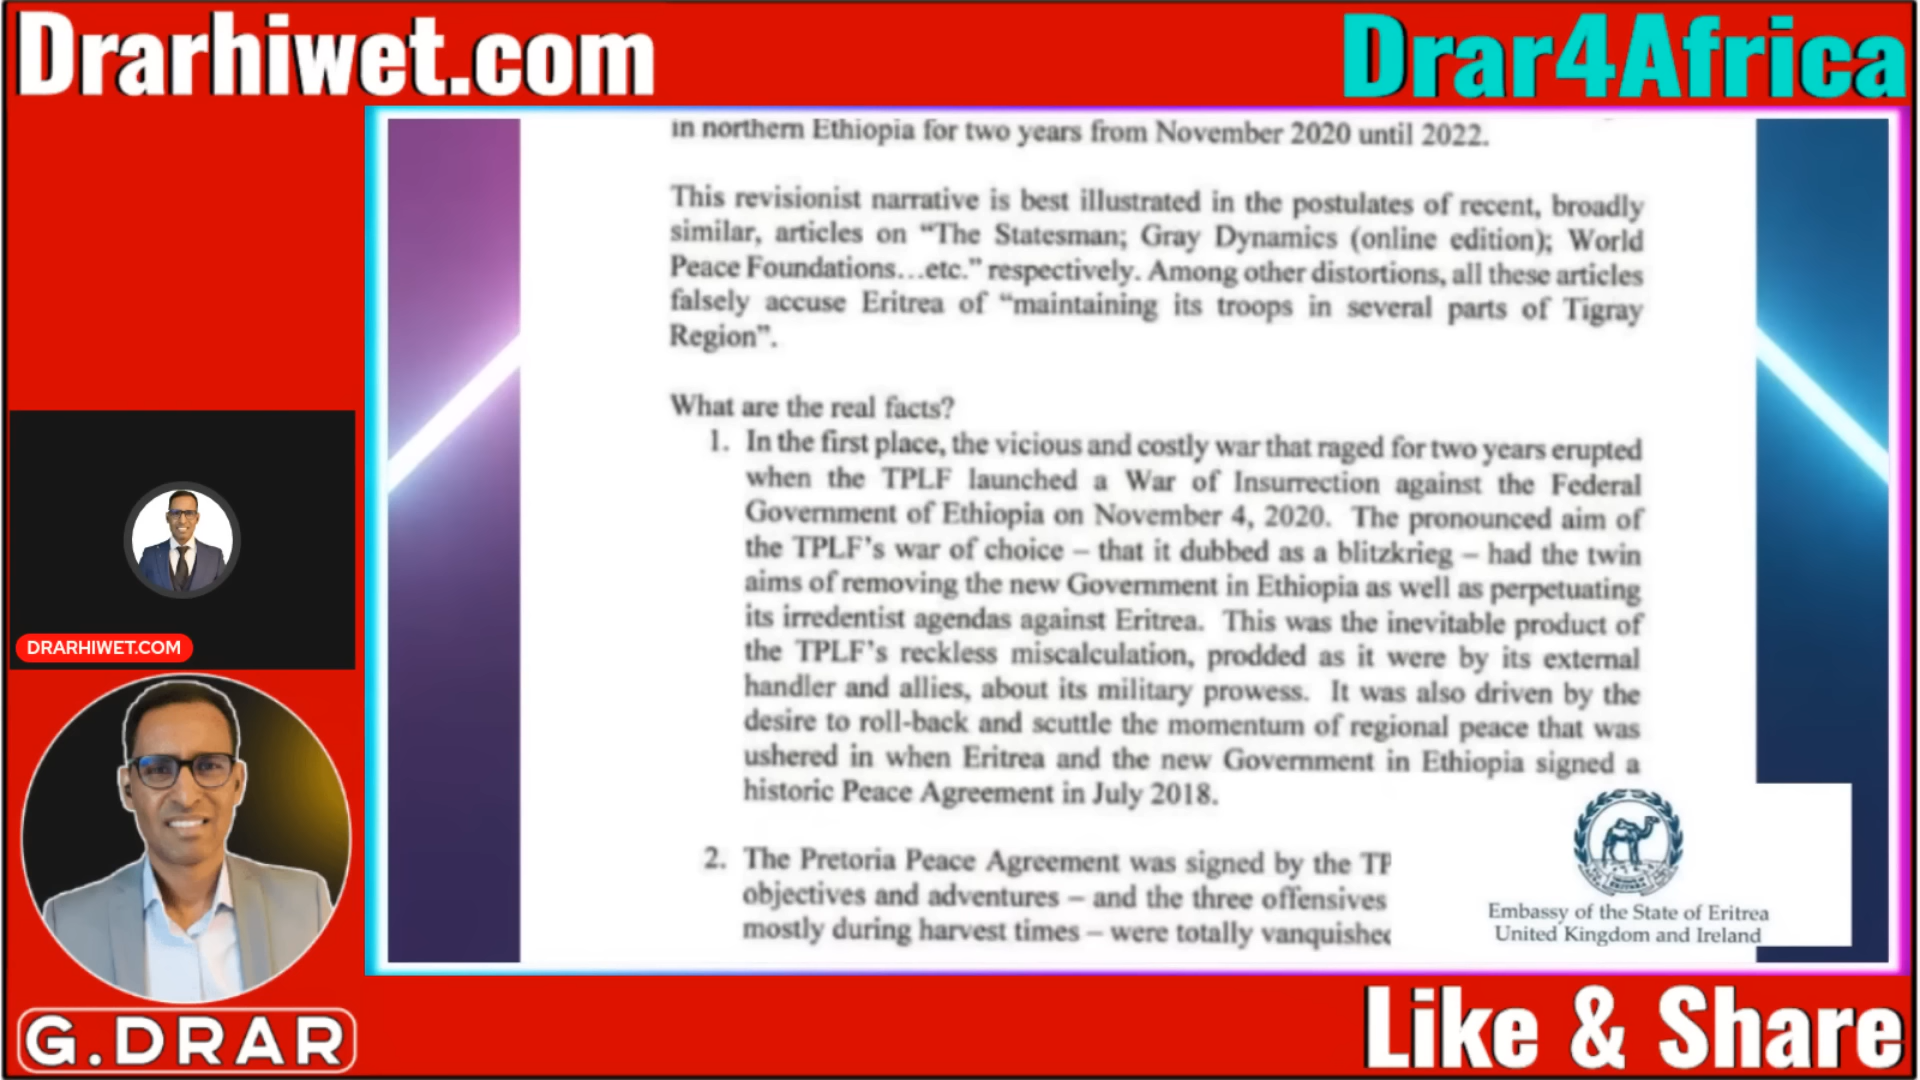 Drarhiwet.com
Drar4Africa
in northern Ethiopia for two years from November 2020 until 2022.
This revisionist narrative is best illustrated in the postulates of recent, broadly
similar, articles on “The Statesman; Gray Dynamics (online edition); World
Peace Foundations…etc.” respectively. Among other distortions, all these articles
falsely accuse Eritrea of “maintaining its troops in several parts of Tigray
Region”.
What are the real facts?
1. In the first place, the vicious and costly war that raged for two years erupted
when the TPLF launched a War of Insurrection against the Federal
Government of Ethiopia on November 4, 2020. The pronounced aim of
the TPLF’s war of choice – that it dubbed as a blitzkrieg – had the twin
aims of removing the new Government in Ethiopia as well as perpetuating
its irredentist agendas against Eritrea. This was the inevitable product of
the TPLF’s reckless miscalculation, prodded as it were by its external
handler and allies, about its military prowess. It was also driven by the
desire to roll-back and scuttle the momentum of regional peace that was
ushered in when Eritrea and the new Government in Ethiopia signed a
historic Peace Agreement in July 2018.
2. The Pretoria Peace Agreement was signed by the TP
objectives and adventures – and the three offensives
mostly during harvest times – were totally vanquished
Embassy of the State of Eritrea
United Kingdom and Ireland
DRARHIWET.COM
G.DRAR
Like & Share